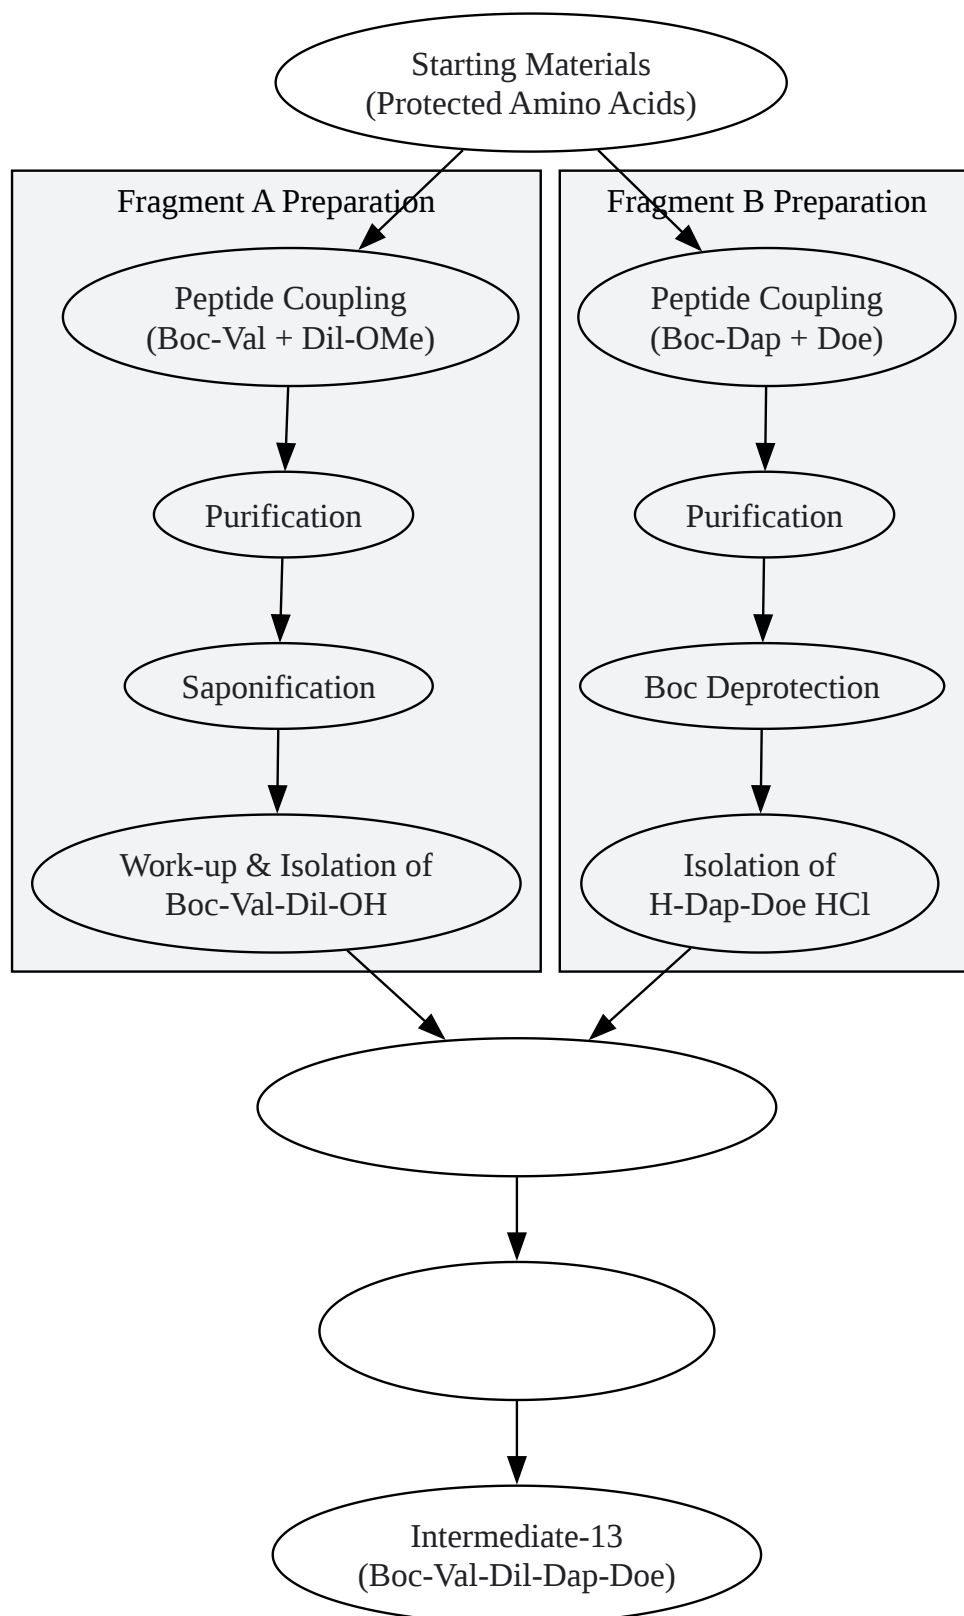 Starting Materials
(Protected Amino Acids)
Fragment A Preparation
Peptide Coupling
(Boc-Val + Dil-OMe)
Purification
Saponification
Work-up & Isolation of
Boc-Val-Dil-OH
Fragment B Preparation
Peptide Coupling
(Boc-Dap + Doe)
Purification
Boc Deprotection
Isolation of
H-Dap-Doe HCl
Intermediate-13
(Boc-Val-Dil-Dap-Doe)